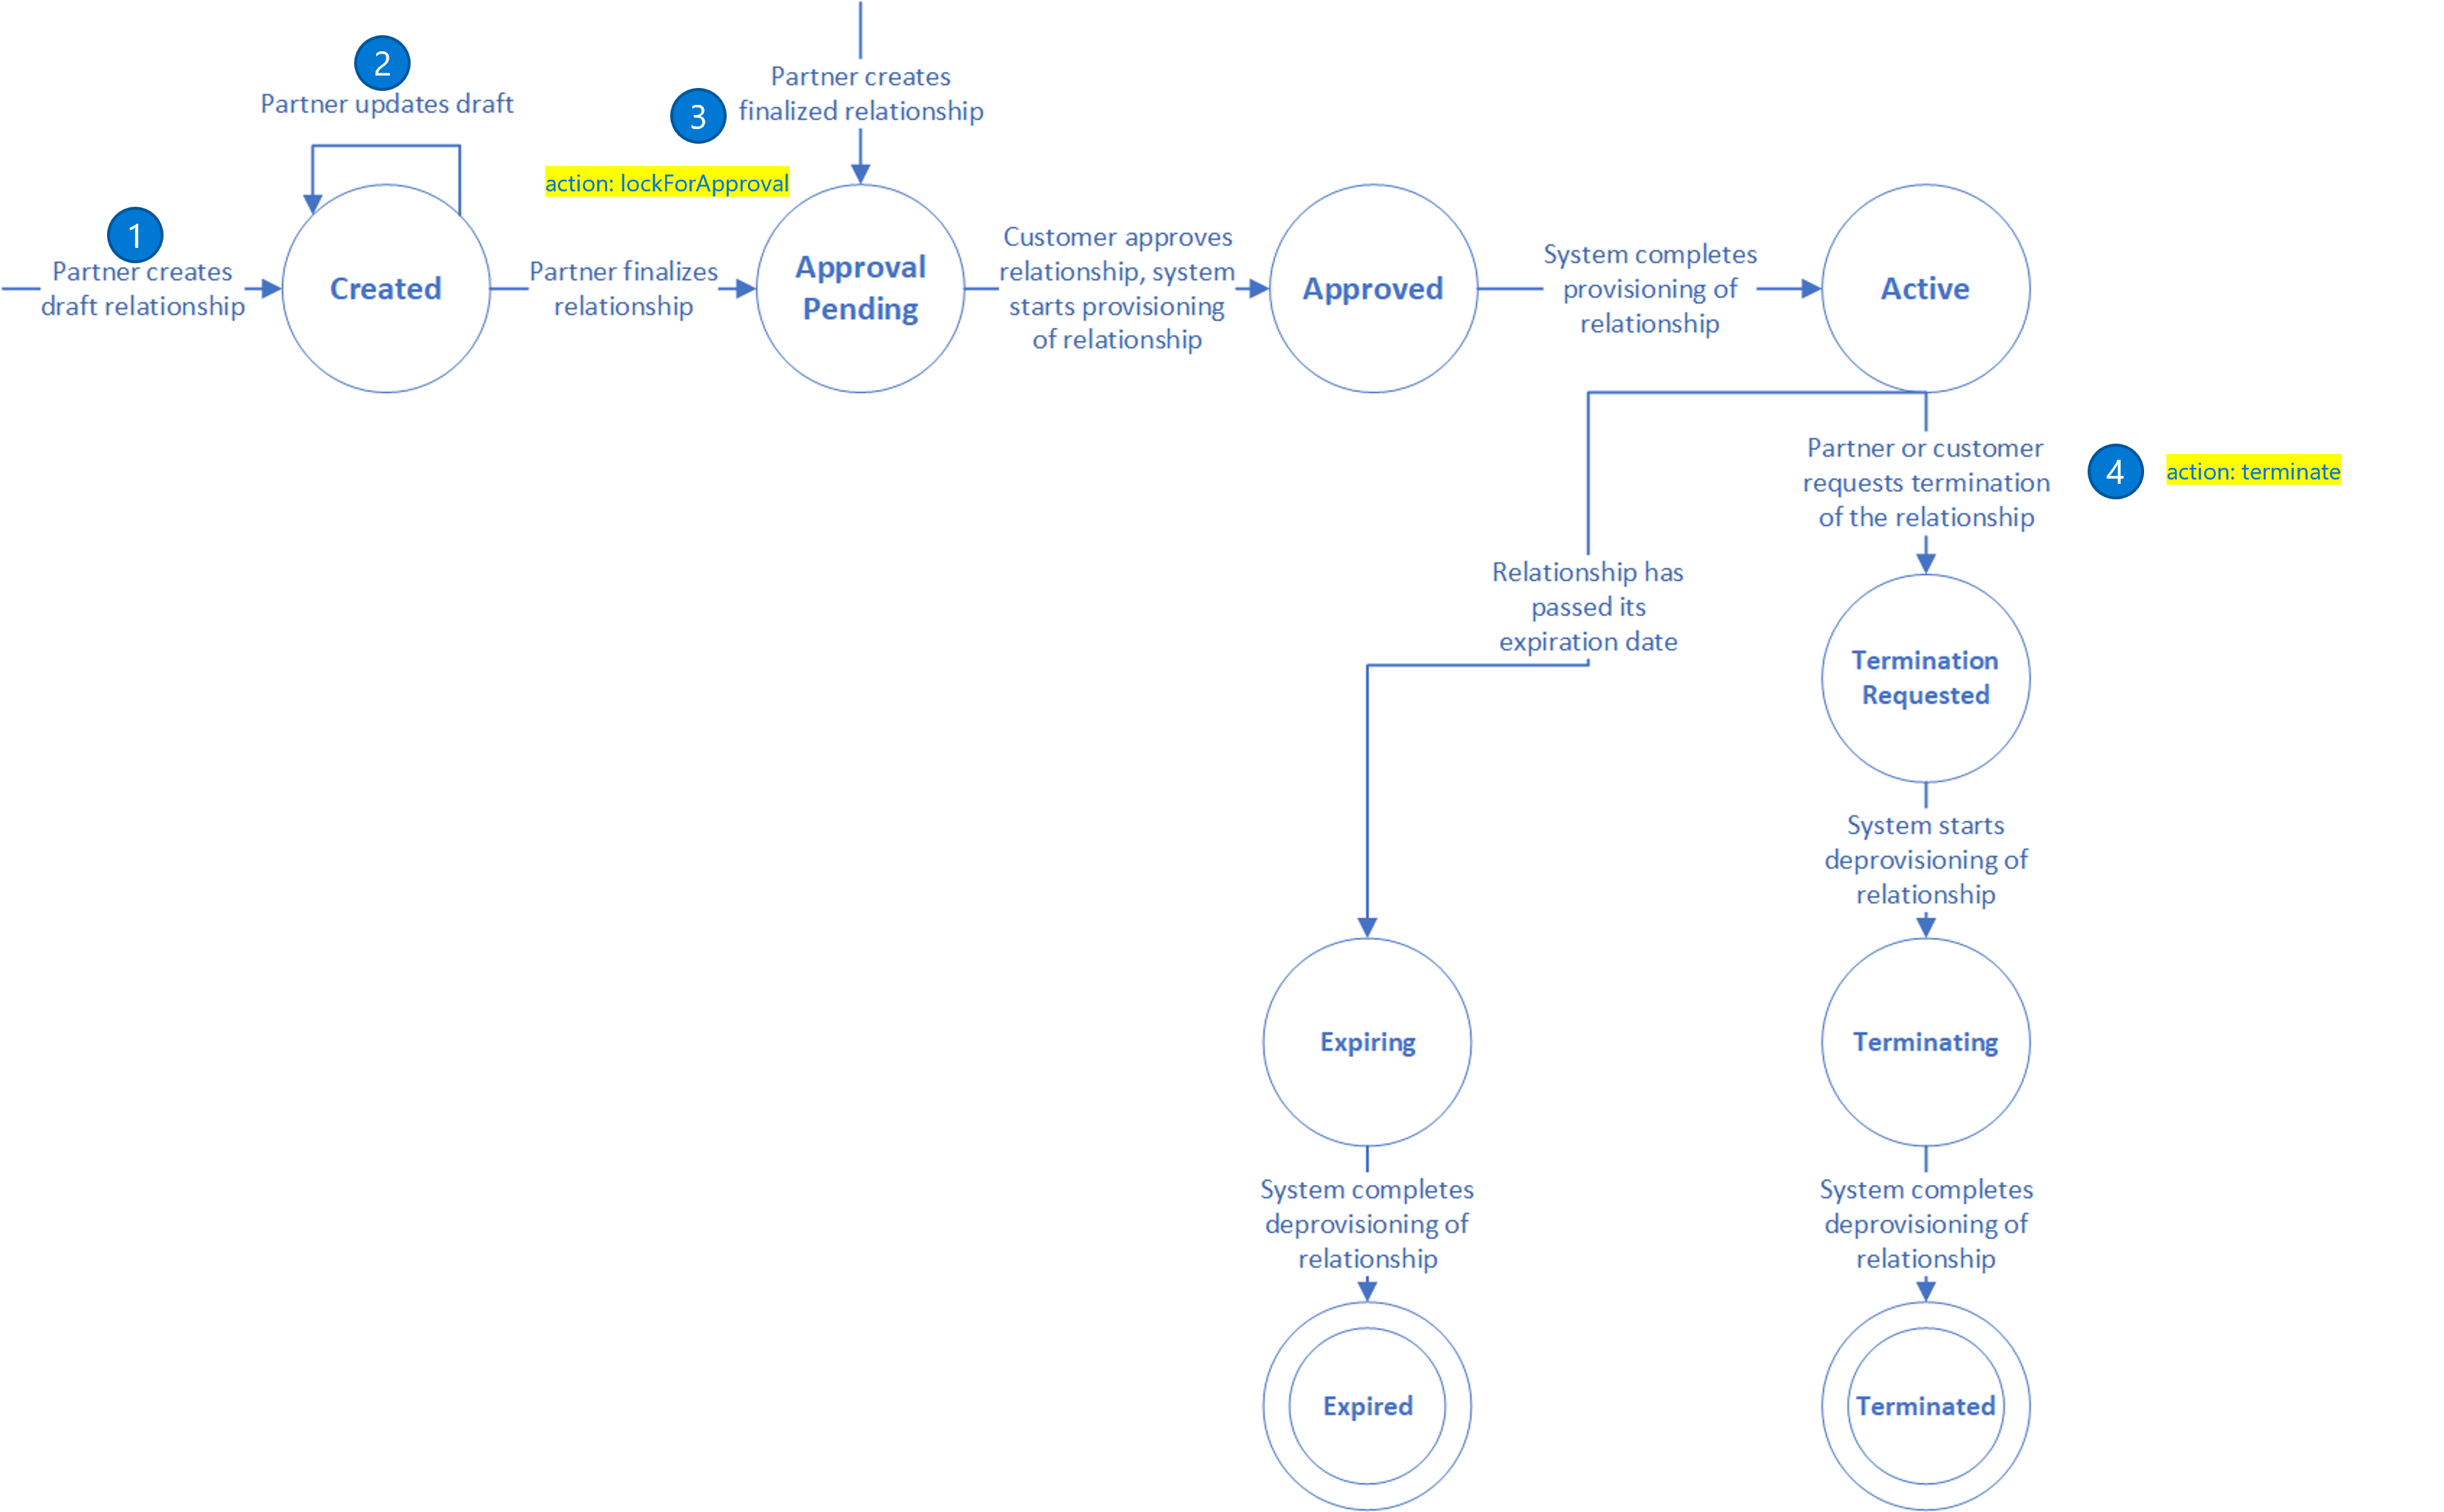 2
Partner updates draft
1
Partner creates
draft relationship
Created
Partner finalizes
relationship
3
Partner creates
finalized relationship
action: lockForApproval
Approval
Pending
Customer approves
relationship, system
starts provisioning
of relationship
Approved
System completes
provisioning of
relationship
Active
Partner or customer
requests termination
of the relationship
4
action: terminate
Relationship has
passed its
expiration date
Termination
Requested
System starts
deprovisioning of
relationship
Expiring
Terminating
System completes
deprovisioning of
relationship
System completes
deprovisioning of
relationship
Expired
Terminated